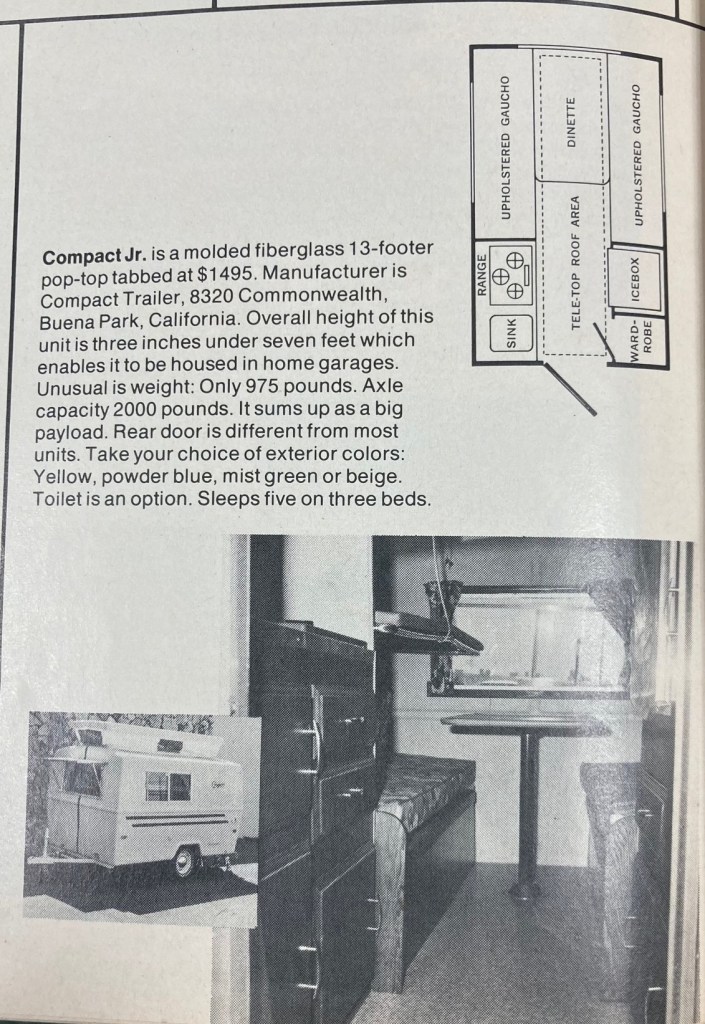 Compact Jr. is a molded fiberglass 13-footer
pop-top tabbed at $1495. Manufacturer is
Compact Trailer, 8320 Commonwealth,
Buena Park, California. Overall height of this
unit is three inches under seven feet which
enables it to be housed in home garages.
Unusual is weight: Only 975 pounds. Axle
capacity 2000 pounds. It sums up as a big
payload. Rear door is different from most
units. Take your choice of exterior colors:
Yellow, powder blue, mist green or beige.
Toilet is an option. Sleeps five on three beds.
UPHOLSTERED GAUCHO
DINETTE
UPHOLSTERED GAUCHO
RANGE
TELE-TOP ROOF AREA
ICEBOX
SINK
WARD-
ROBE